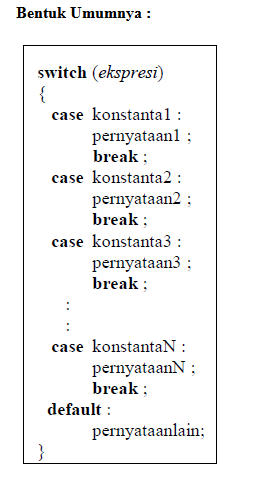 Bentuk Umumnya :
switch (ekspresi)
{
case konstanta1 :
pernyataan1 ;
break ;
case konstanta2 :
pernyataan2 ;
break ;
case konstanta3 :
pernyataan3 ;
break ;
:
:
case konstantaN :
pernyataanN ;
break ;
default :
pernyataanlain;
}